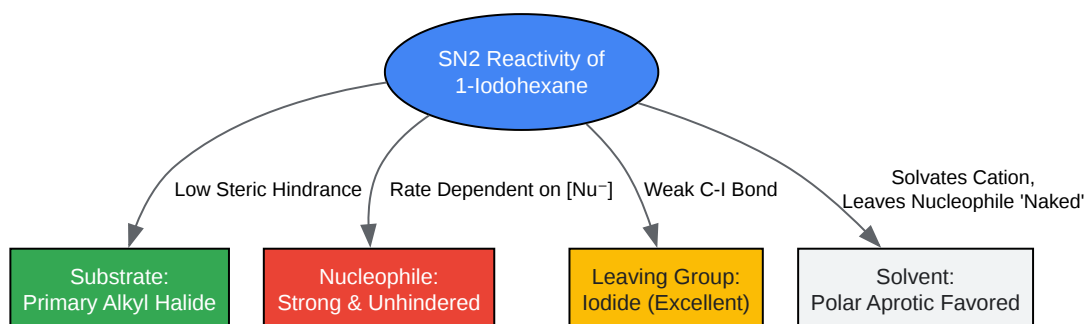 SN2 Reactivity of
1-Iodohexane
Low Steric Hindrance
Rate Dependent on [Nu⁻]
Weak C-I Bond
Solvates Cation,
Leaves Nucleophile 'Naked'
Substrate:
Primary Alkyl Halide
Nucleophile:
Strong & Unhindered
Leaving Group:
Iodide (Excellent)
Solvent:
Polar Aprotic Favored